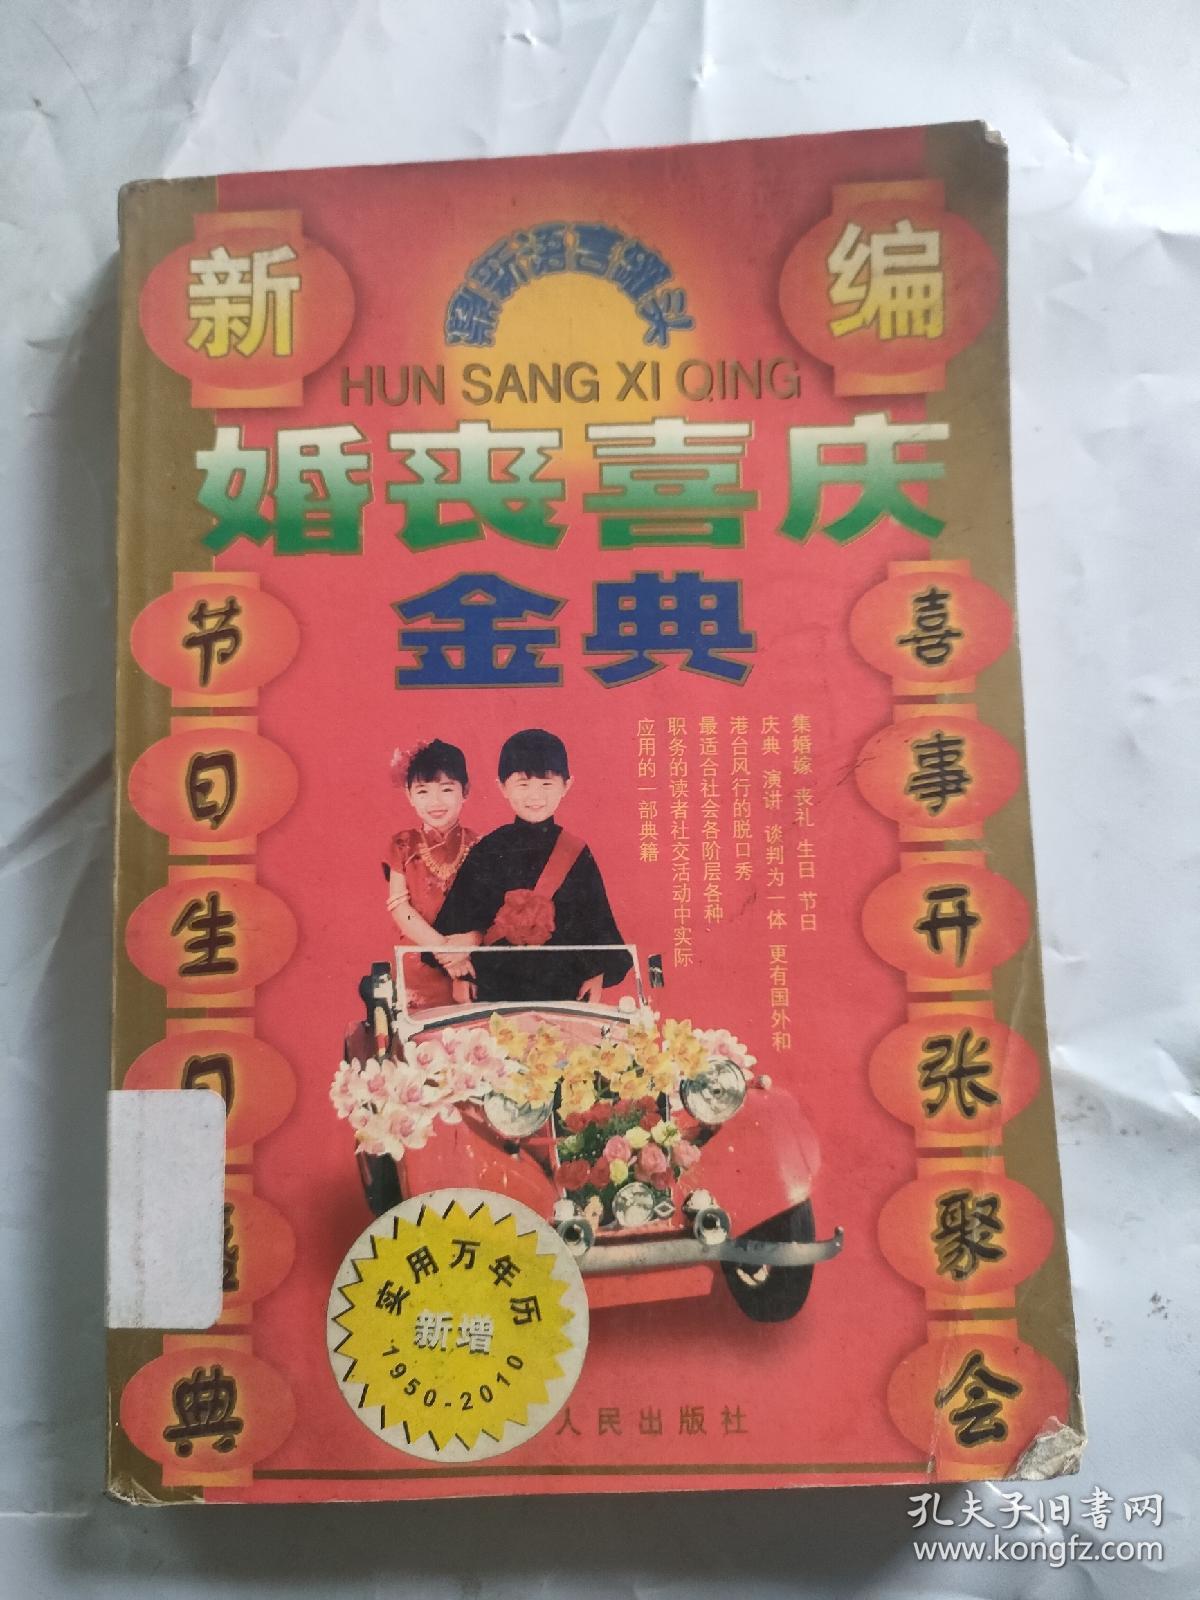 新编
鼎新语言
HUN SANG XI QING
婚丧喜庆
金典
节日生日
典
喜事开张聚会
集婚嫁 丧礼 生日 节日
庆典 演讲 谈判为一体 更有国外和
港台风行的脱口秀
最适合社会各阶层各种
职务的读者社交活动中实际
应用的一部典籍
实用万年历
新增
1950-2010
人民出版社
孔夫子旧书网
www.kongfz.com